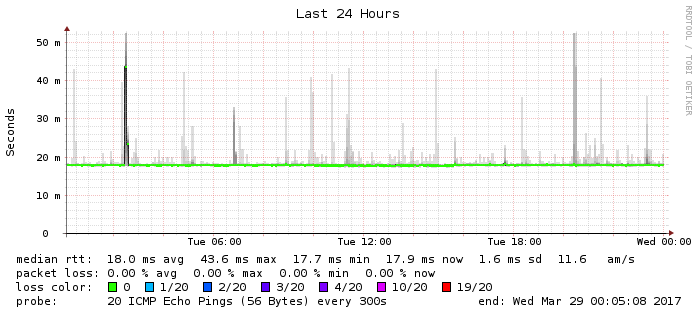 Last 24 Hours
RRDTOOL / TOBI OETIKER
Seconds
50 m
40 m
30 m
20 m
10 m
0
Tue 06:00 Tue 12:00 Tue 18:00 Wed 00:00
median rtt: 18.0 ms avg 43.6 ms max 17.7 ms min 17.9 ms now 1.6 ms sd 11.6 am/s
packet loss: 0.00 % avg 0.00 % max 0.00 % min 0.00 % now
loss color: 0 1/20 2/20 3/20 4/20 10/20 19/20
probe: 20 ICMP Echo Pings (56 Bytes) every 300s end: Wed Mar 29 00:05:08 2017